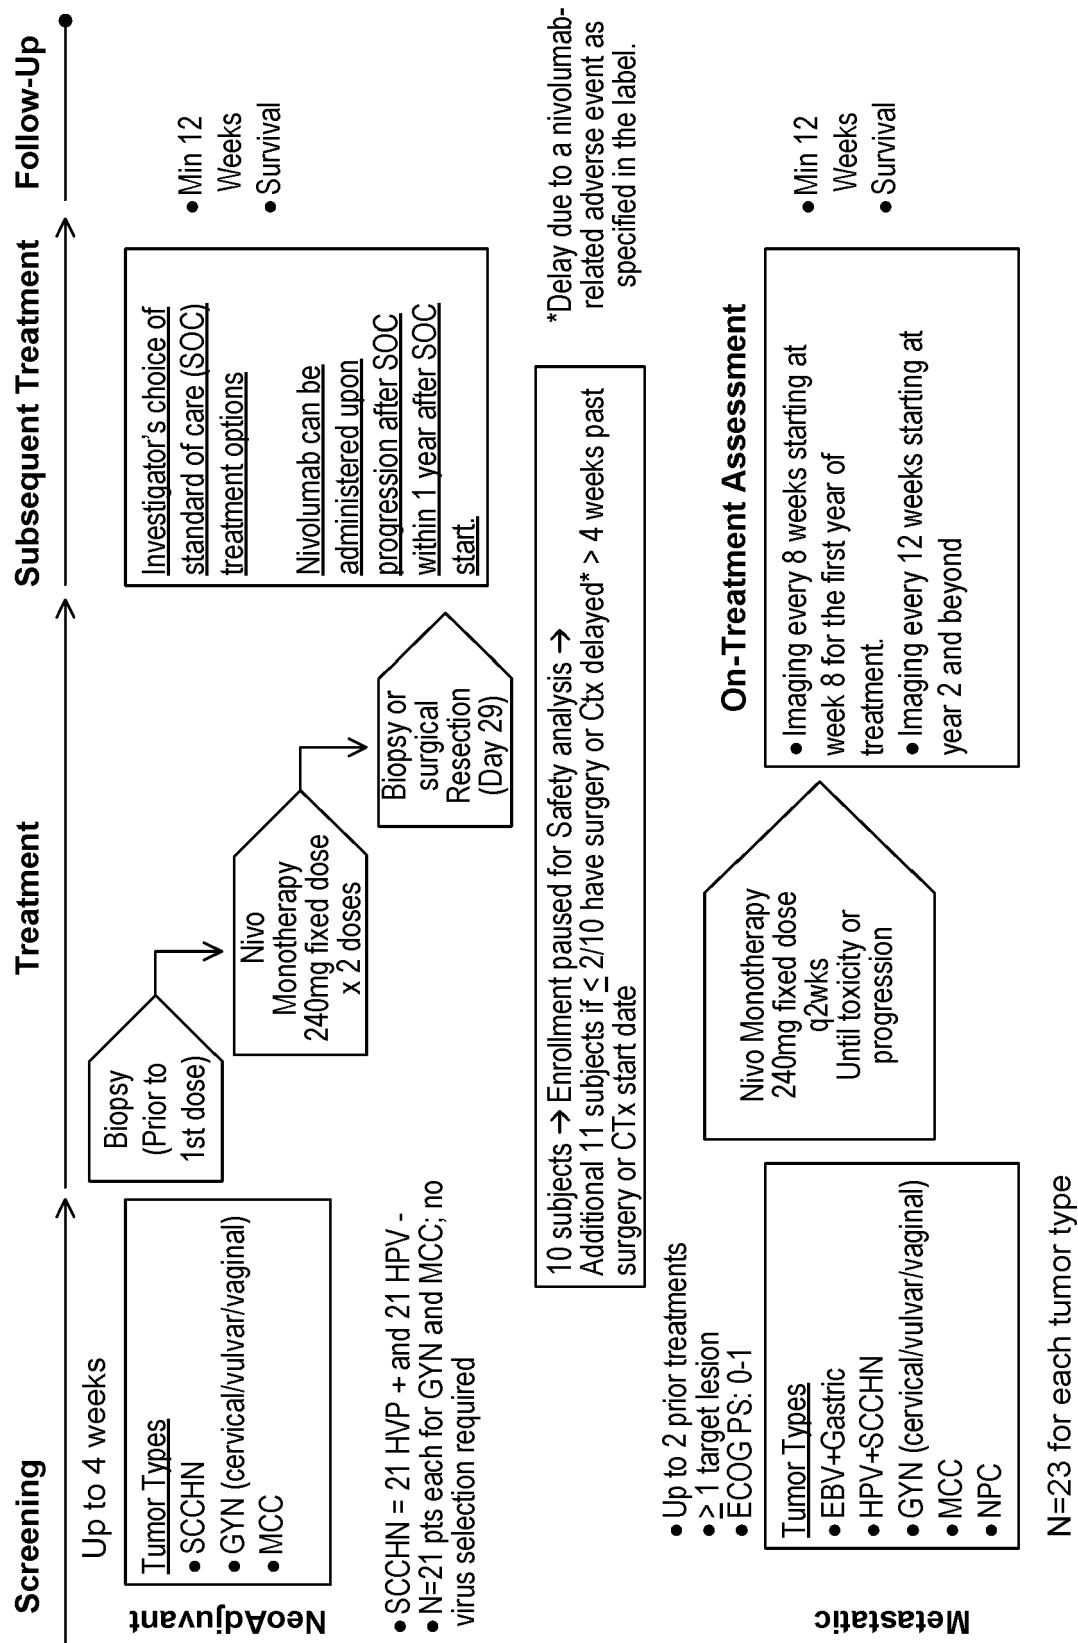 Screening
Treatment
Subsequent Treatment
Follow-Up
NeoAdjuvant
Up to 4 weeks
Tumor Types
• SCCHN
• GYN (cervical/vulvar/vaginal)
• MCC
• SCCHN = 21 HVP + and 21 HPV -
• N=21 pts each for GYN and MCC; no
virus selection required
Biopsy
(Prior to
1st dose)
Nivo
Monotherapy
240mg fixed dose
x 2 doses
Biopsy or
surgical
Resection
(Day 29)
Investigator's choice of
standard of care (SOC)
treatment options
Nivolumab can be
administered upon
progression after SOC
within 1 year after SOC
start.
• Min 12
Weeks
• Survival
10 subjects → Enrollment paused for Safety analysis →
Additional 11 subjects if ≤ 2/10 have surgery or Ctx delayed* > 4 weeks past
surgery or CTx start date
*Delay due to a nivolumab-
related adverse event as
specified in the label.
Metastatic
• Up to 2 prior treatments
• ≥ 1 target lesion
• ECOG PS: 0-1
Tumor Types
• EBV+Gastric
• HPV+SCCHN
• GYN (cervical/vulvar/vaginal)
• MCC
• NPC
N=23 for each tumor type
Nivo Monotherapy
240mg fixed dose
q2wks
Until toxicity or
progression
On-Treatment Assessment
• Imaging every 8 weeks starting at
week 8 for the first year of
treatment.
• Imaging every 12 weeks starting at
year 2 and beyond
• Min 12
Weeks
• Survival